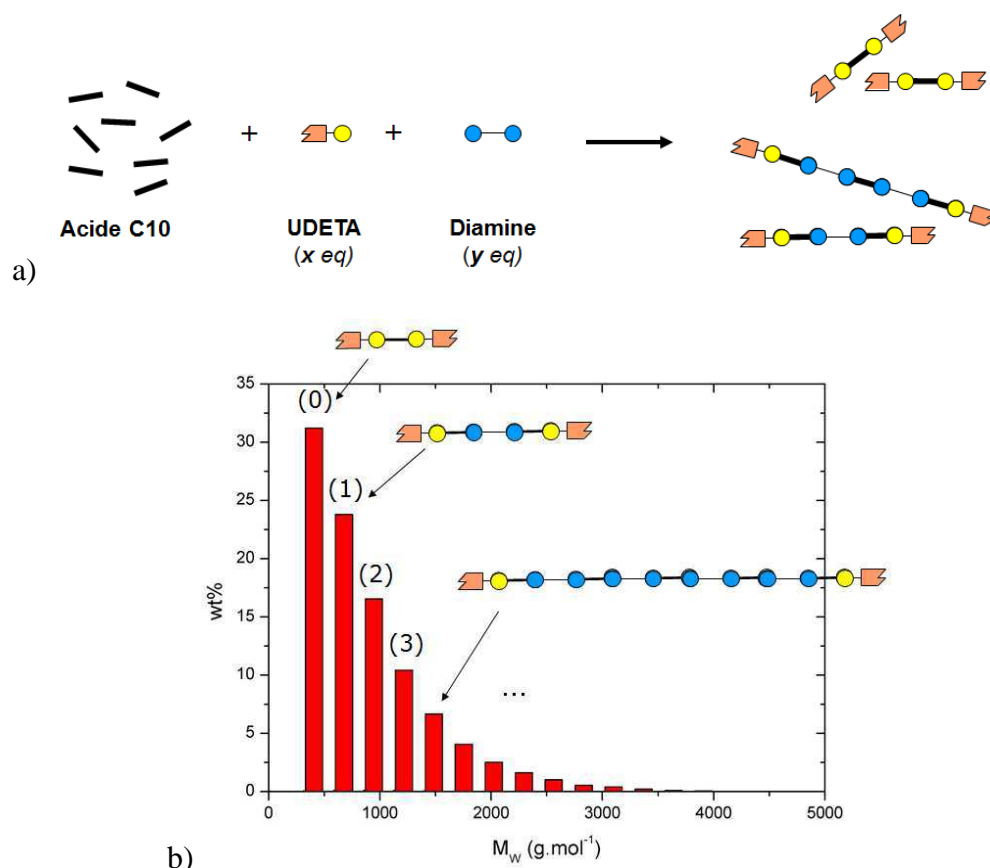 + + 
Acide C10 UDETA Diamine
(x eq) (y eq)
a)
35
30
25
20
15
10
5
0
wt%
(0)
(1)
(2)
(3)
...
0 1000 2000 3000 4000 5000
Mw (g.mol-1)
b)